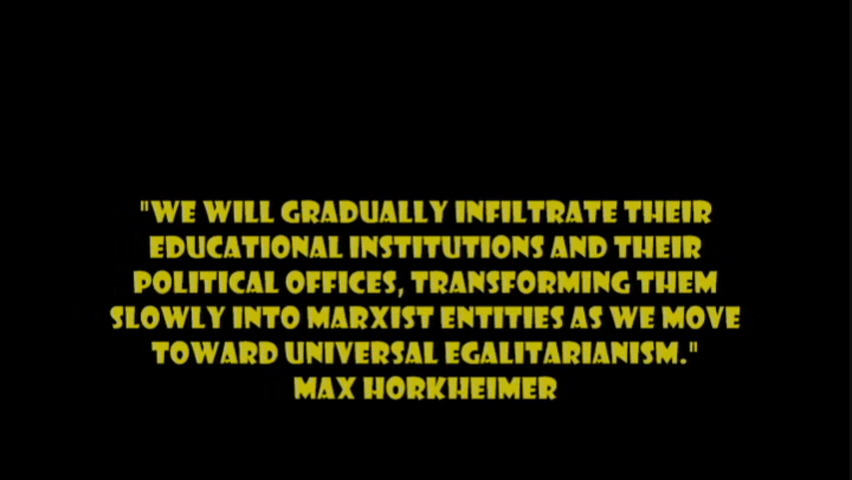 "WE WILL GRADUALLY INFILTRATE THEIR
EDUCATIONAL INSTITUTIONS AND THEIR
POLITICAL OFFICES, TRANSFORMING THEM
SLOWLY INTO MARXIST ENTITIES AS WE MOVE
TOWARD UNIVERSAL EGALITARIANISM."
MAX HORKHEIMER